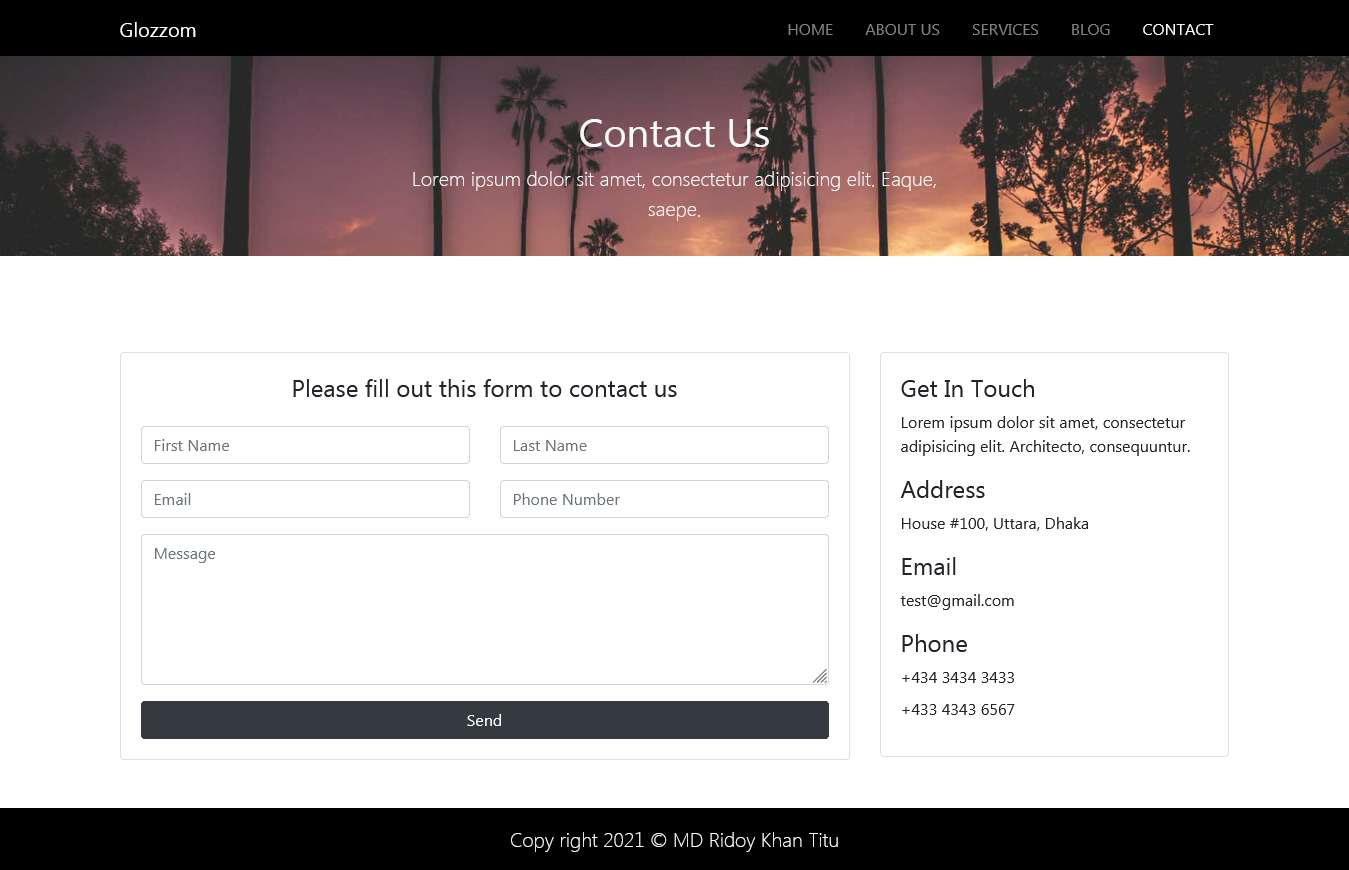 Glozzom
HOME
ABOUT US
SERVICES
BLOG
CONTACT
Contact Us
Lorem ipsum dolor sit amet, consectetur adipisicing elit. Eaque,
saepe.
Please fill out this form to contact us
First Name
Last Name
Email
Phone Number
Message
Send
Get In Touch
Lorem ipsum dolor sit amet, consectetur
adipisicing elit. Architecto, consequuntur.
Address
House #100, Uttara, Dhaka
Email
test@gmail.com
Phone
+434 3434 3433
+433 4343 6567
Copy right 2021 © MD Ridoy Khan Titu